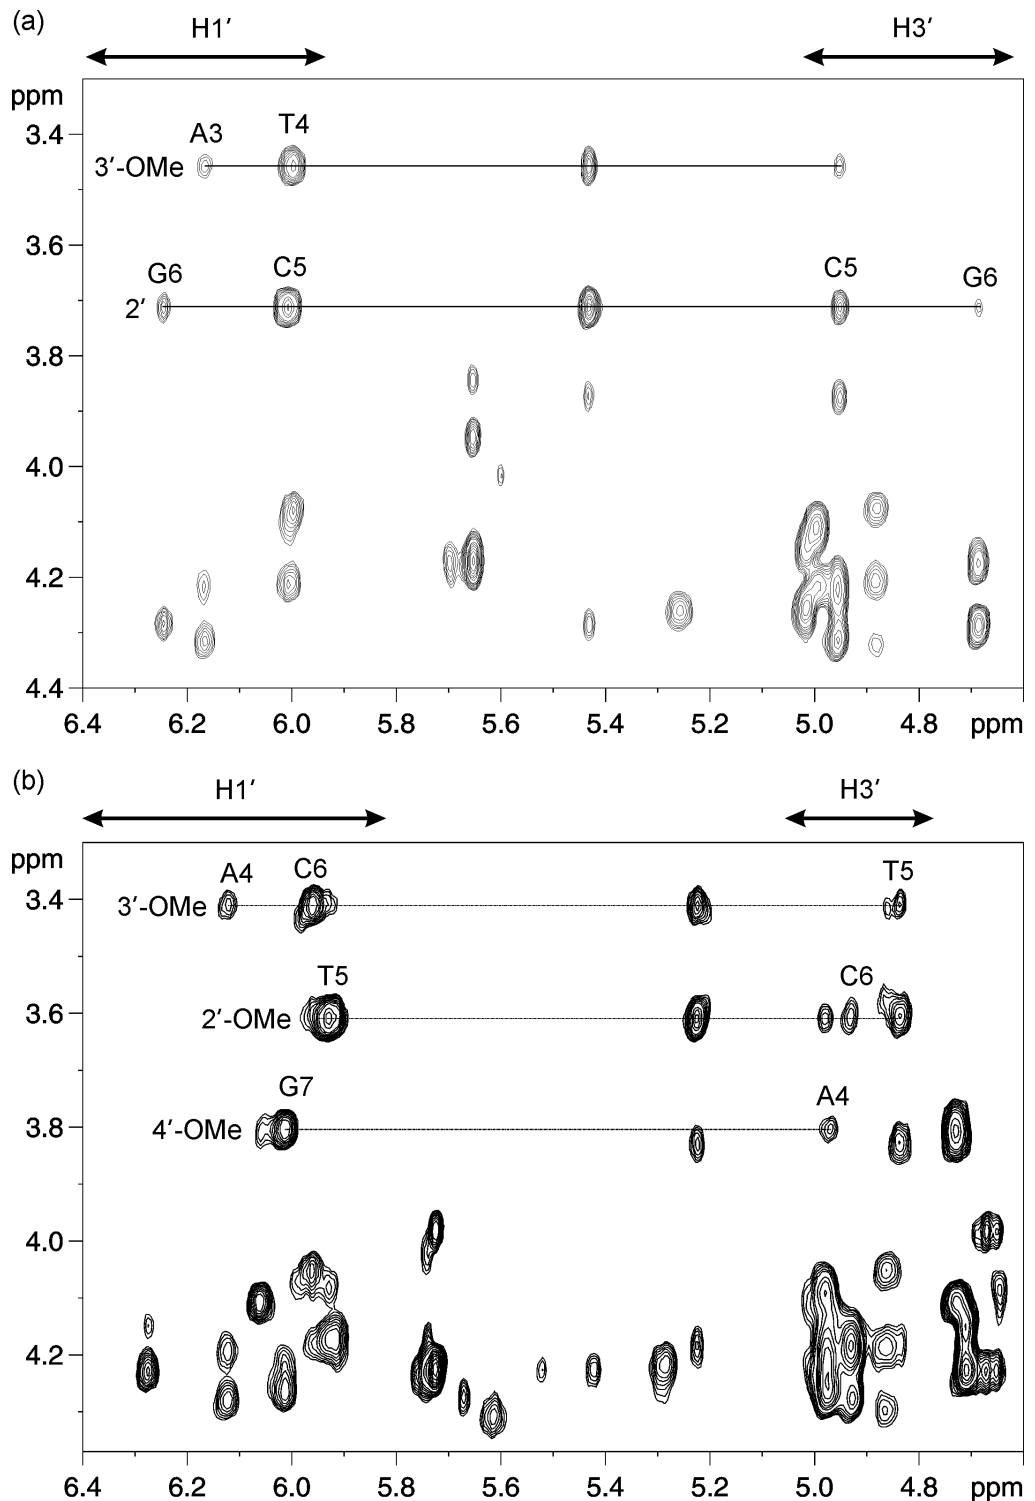 (a)
H1′ H3′
ppm
3.4
A3 T4
3′-OMe
3.6
G6 C5 C5 G6
2′
3.8
4.0
4.2
4.4
6.4 6.2 6.0 5.8 5.6 5.4 5.2 5.0 4.8 ppm
(b)
H1′ H3′
ppm
3.4
A4 C6 T5
3′-OMe
3.6
T5 C6
2′-OMe
3.8
G7 A4
4′-OMe
4.0
4.2
6.4 6.2 6.0 5.8 5.6 5.4 5.2 5.0 4.8 ppm